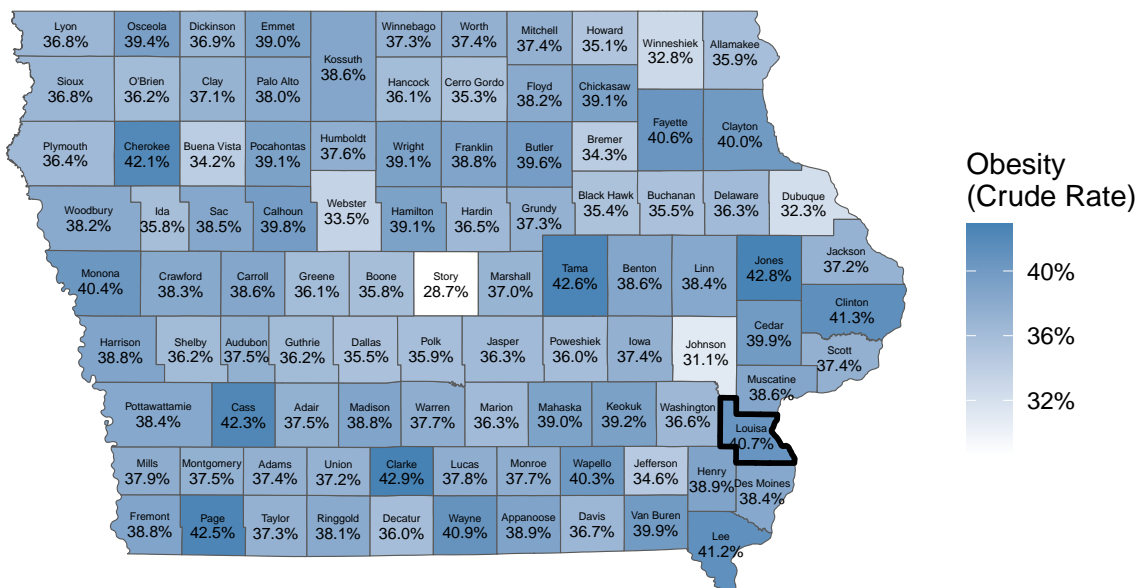 Lyon
36.8%
Osceola
39.4%
Dickinson
36.9%
Emmet
39.0%
Kossuth
38.6%
Winnebago
37.3%
Worth
37.4%
Mitchell
37.4%
Howard
35.1%
Winneshiek
32.8%
Allamakee
35.9%
Sioux
36.8%
O'Brien
36.2%
Clay
37.1%
Palo Alto
38.0%
Hancock
36.1%
Cerro Gordo
35.3%
Floyd
38.2%
Chickasaw
39.1%
Fayette
40.6%
Clayton
40.0%
Plymouth
36.4%
Cherokee
42.1%
Buena Vista
34.2%
Pocahontas
39.1%
Humboldt
37.6%
Wright
39.1%
Franklin
38.8%
Butler
39.6%
Bremer
34.3%
Woodbury
38.2%
Ida
35.8%
Sac
38.5%
Calhoun
39.8%
Webster
33.5%
Hamilton
39.1%
Hardin
36.5%
Grundy
37.3%
Black Hawk
35.4%
Buchanan
35.5%
Delaware
36.3%
Dubuque
32.3%
Monona
40.4%
Crawford
38.3%
Carroll
38.6%
Greene
36.1%
Boone
35.8%
Story
28.7%
Marshall
37.0%
Tama
42.6%
Benton
38.6%
Linn
38.4%
Jones
42.8%
Jackson
37.2%
Clinton
41.3%
Harrison
38.8%
Shelby
36.2%
Audubon
37.5%
Guthrie
36.2%
Dallas
35.5%
Polk
35.9%
Jasper
36.3%
Poweshiek
36.0%
Iowa
37.4%
Johnson
31.1%
Cedar
39.9%
Scott
37.4%
Muscatine
38.6%
Pottawattamie
38.4%
Cass
42.3%
Adair
37.5%
Madison
38.8%
Warren
37.7%
Marion
36.3%
Mahaska
39.0%
Keokuk
39.2%
Washington
36.6%
Louisa
40.7%
Mills
37.9%
Montgomery
37.5%
Adams
37.4%
Union
37.2%
Clarke
42.9%
Lucas
37.8%
Monroe
37.7%
Wapello
40.3%
Jefferson
34.6%
Henry
38.9%
Des Moines
38.4%
Fremont
38.8%
Page
42.5%
Taylor
37.3%
Ringgold
38.1%
Decatur
36.0%
Wayne
40.9%
Appanoose
38.9%
Davis
36.7%
Van Buren
39.9%
Lee
41.2%
Obesity
(Crude Rate)
40%
36%
32%